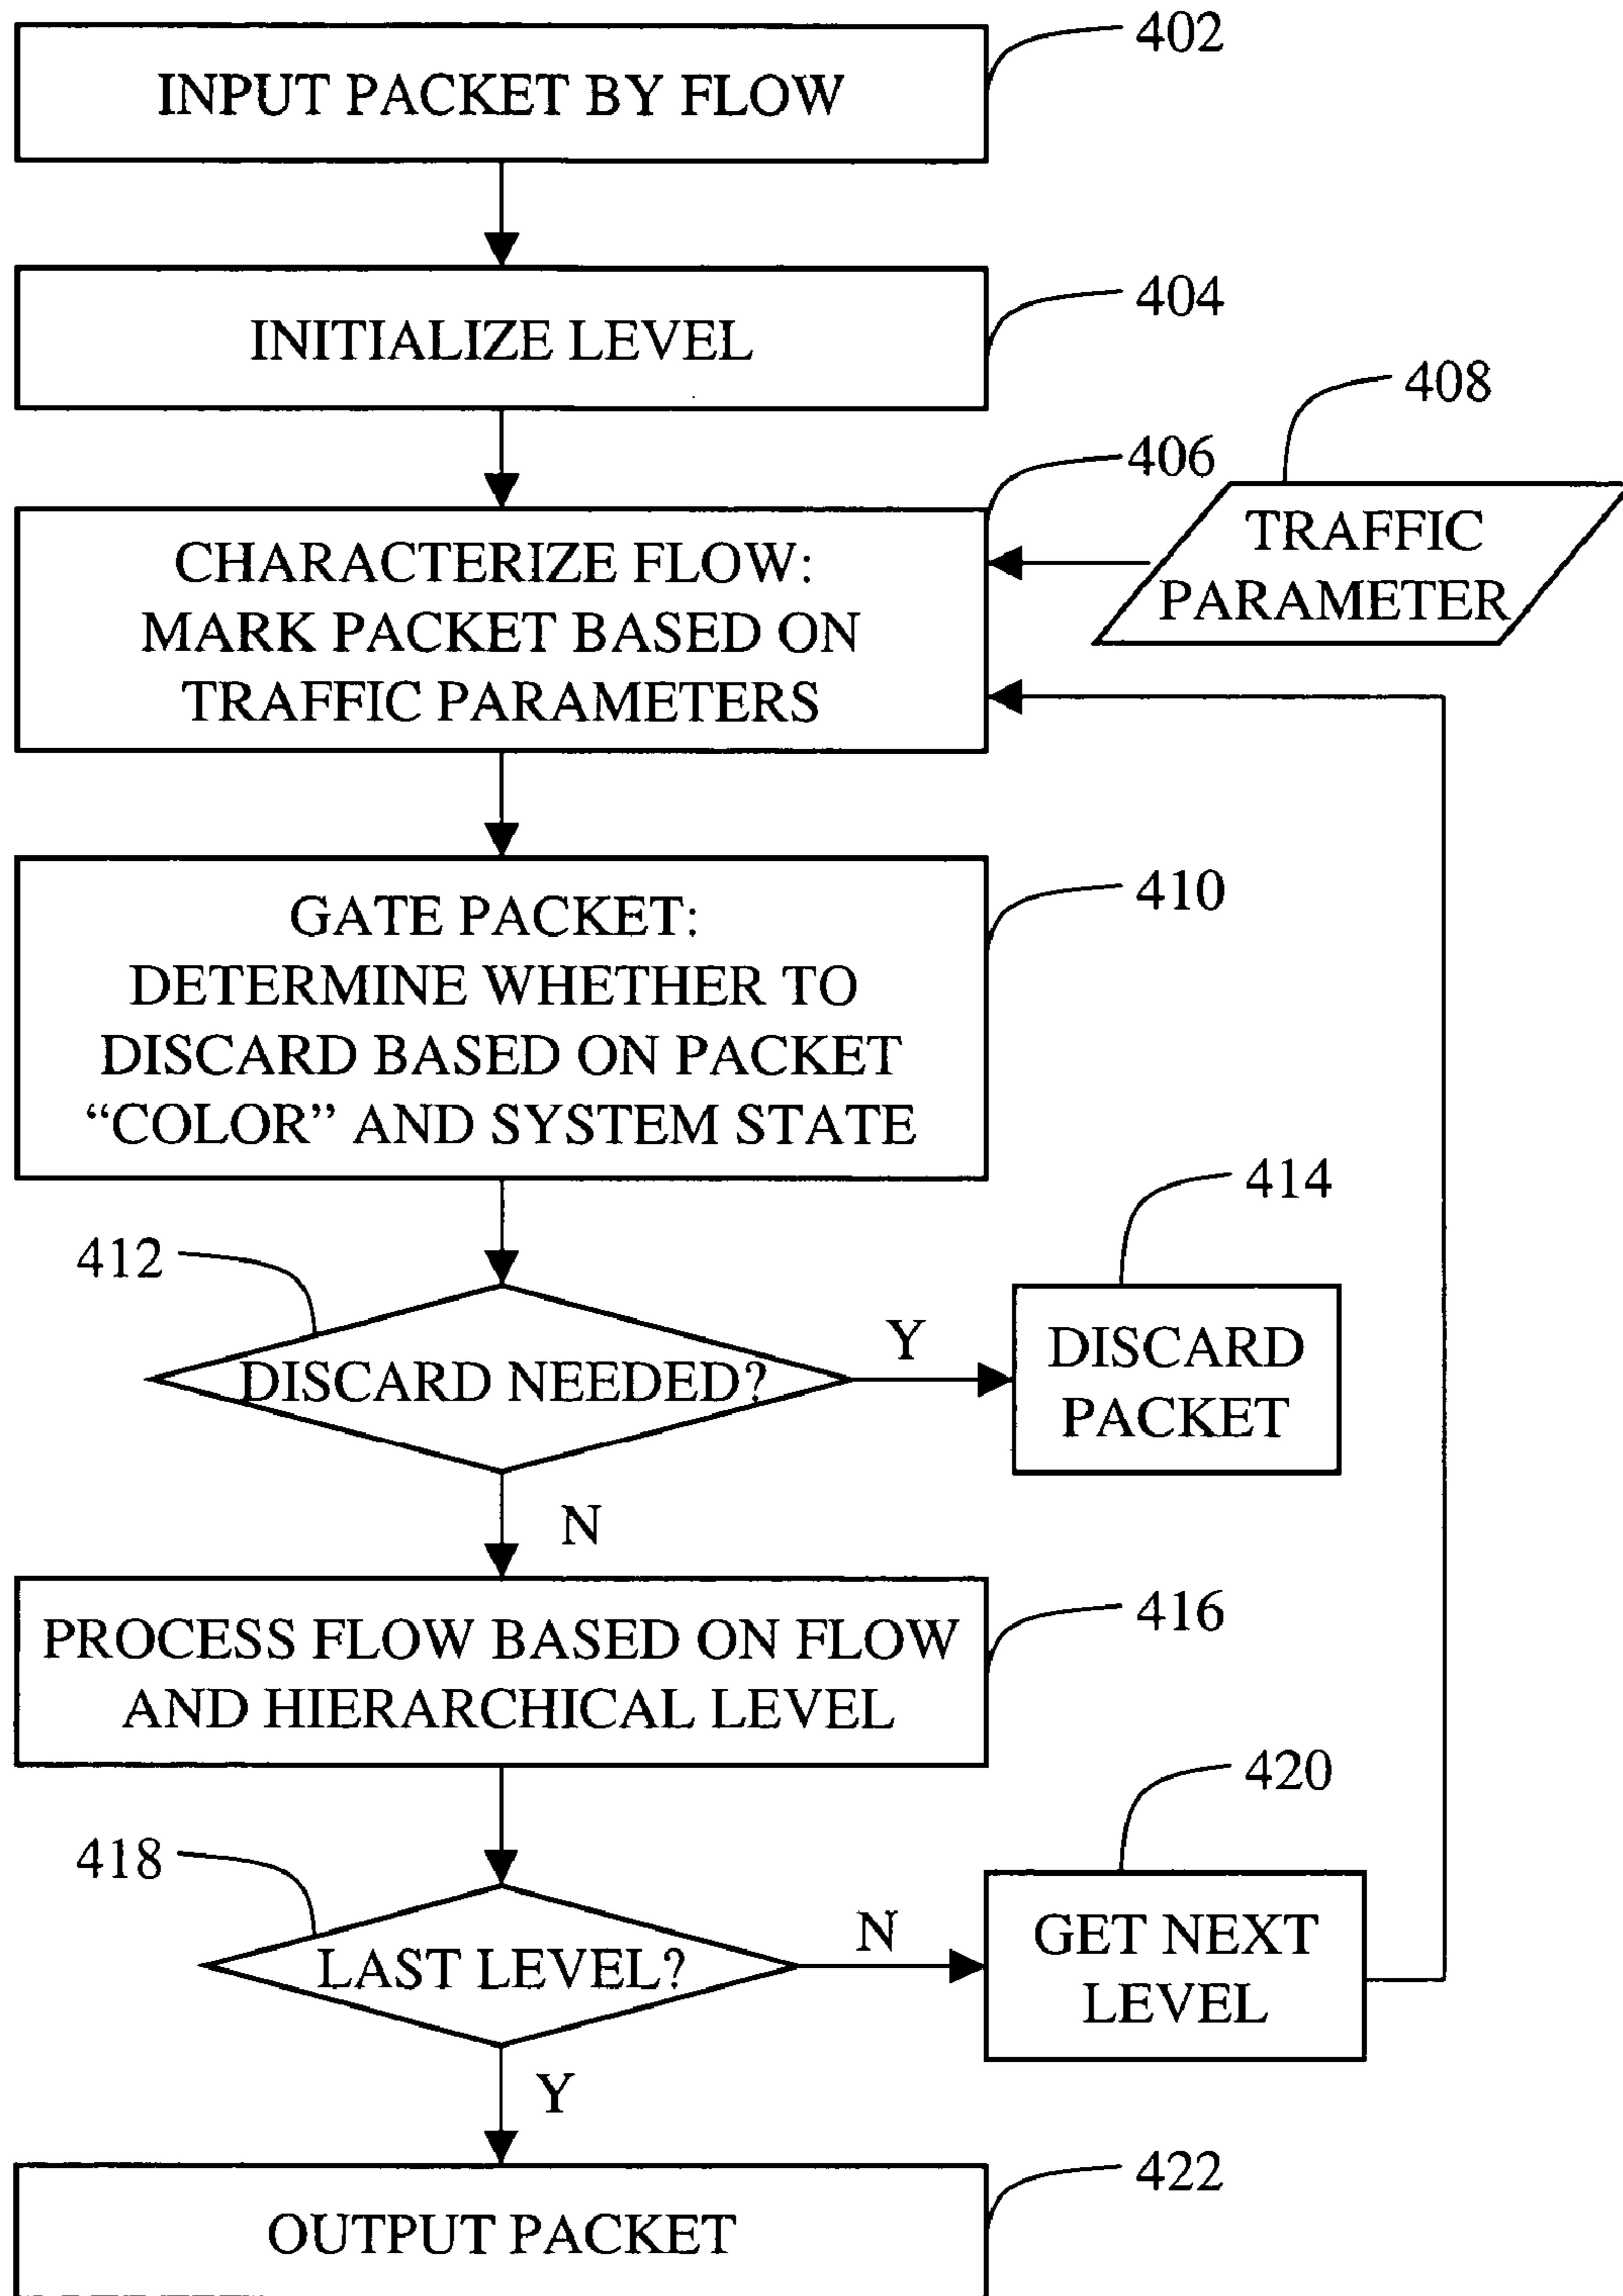 402
INPUT PACKET BY FLOW
404
INITIALIZE LEVEL
408
406
TRAFFIC
PARAMETER
CHARACTERIZE FLOW:
MARK PACKET BASED ON
TRAFFIC PARAMETERS
410
GATE PACKET:
DETERMINE WHETHER TO
DISCARD BASED ON PACKET
“COLOR” AND SYSTEM STATE
414
412
DISCARD NEEDED?
Y
DISCARD
PACKET
N
416
PROCESS FLOW BASED ON FLOW
AND HIERARCHICAL LEVEL
420
418
LAST LEVEL?
N
GET NEXT
LEVEL
Y
422
OUTPUT PACKET